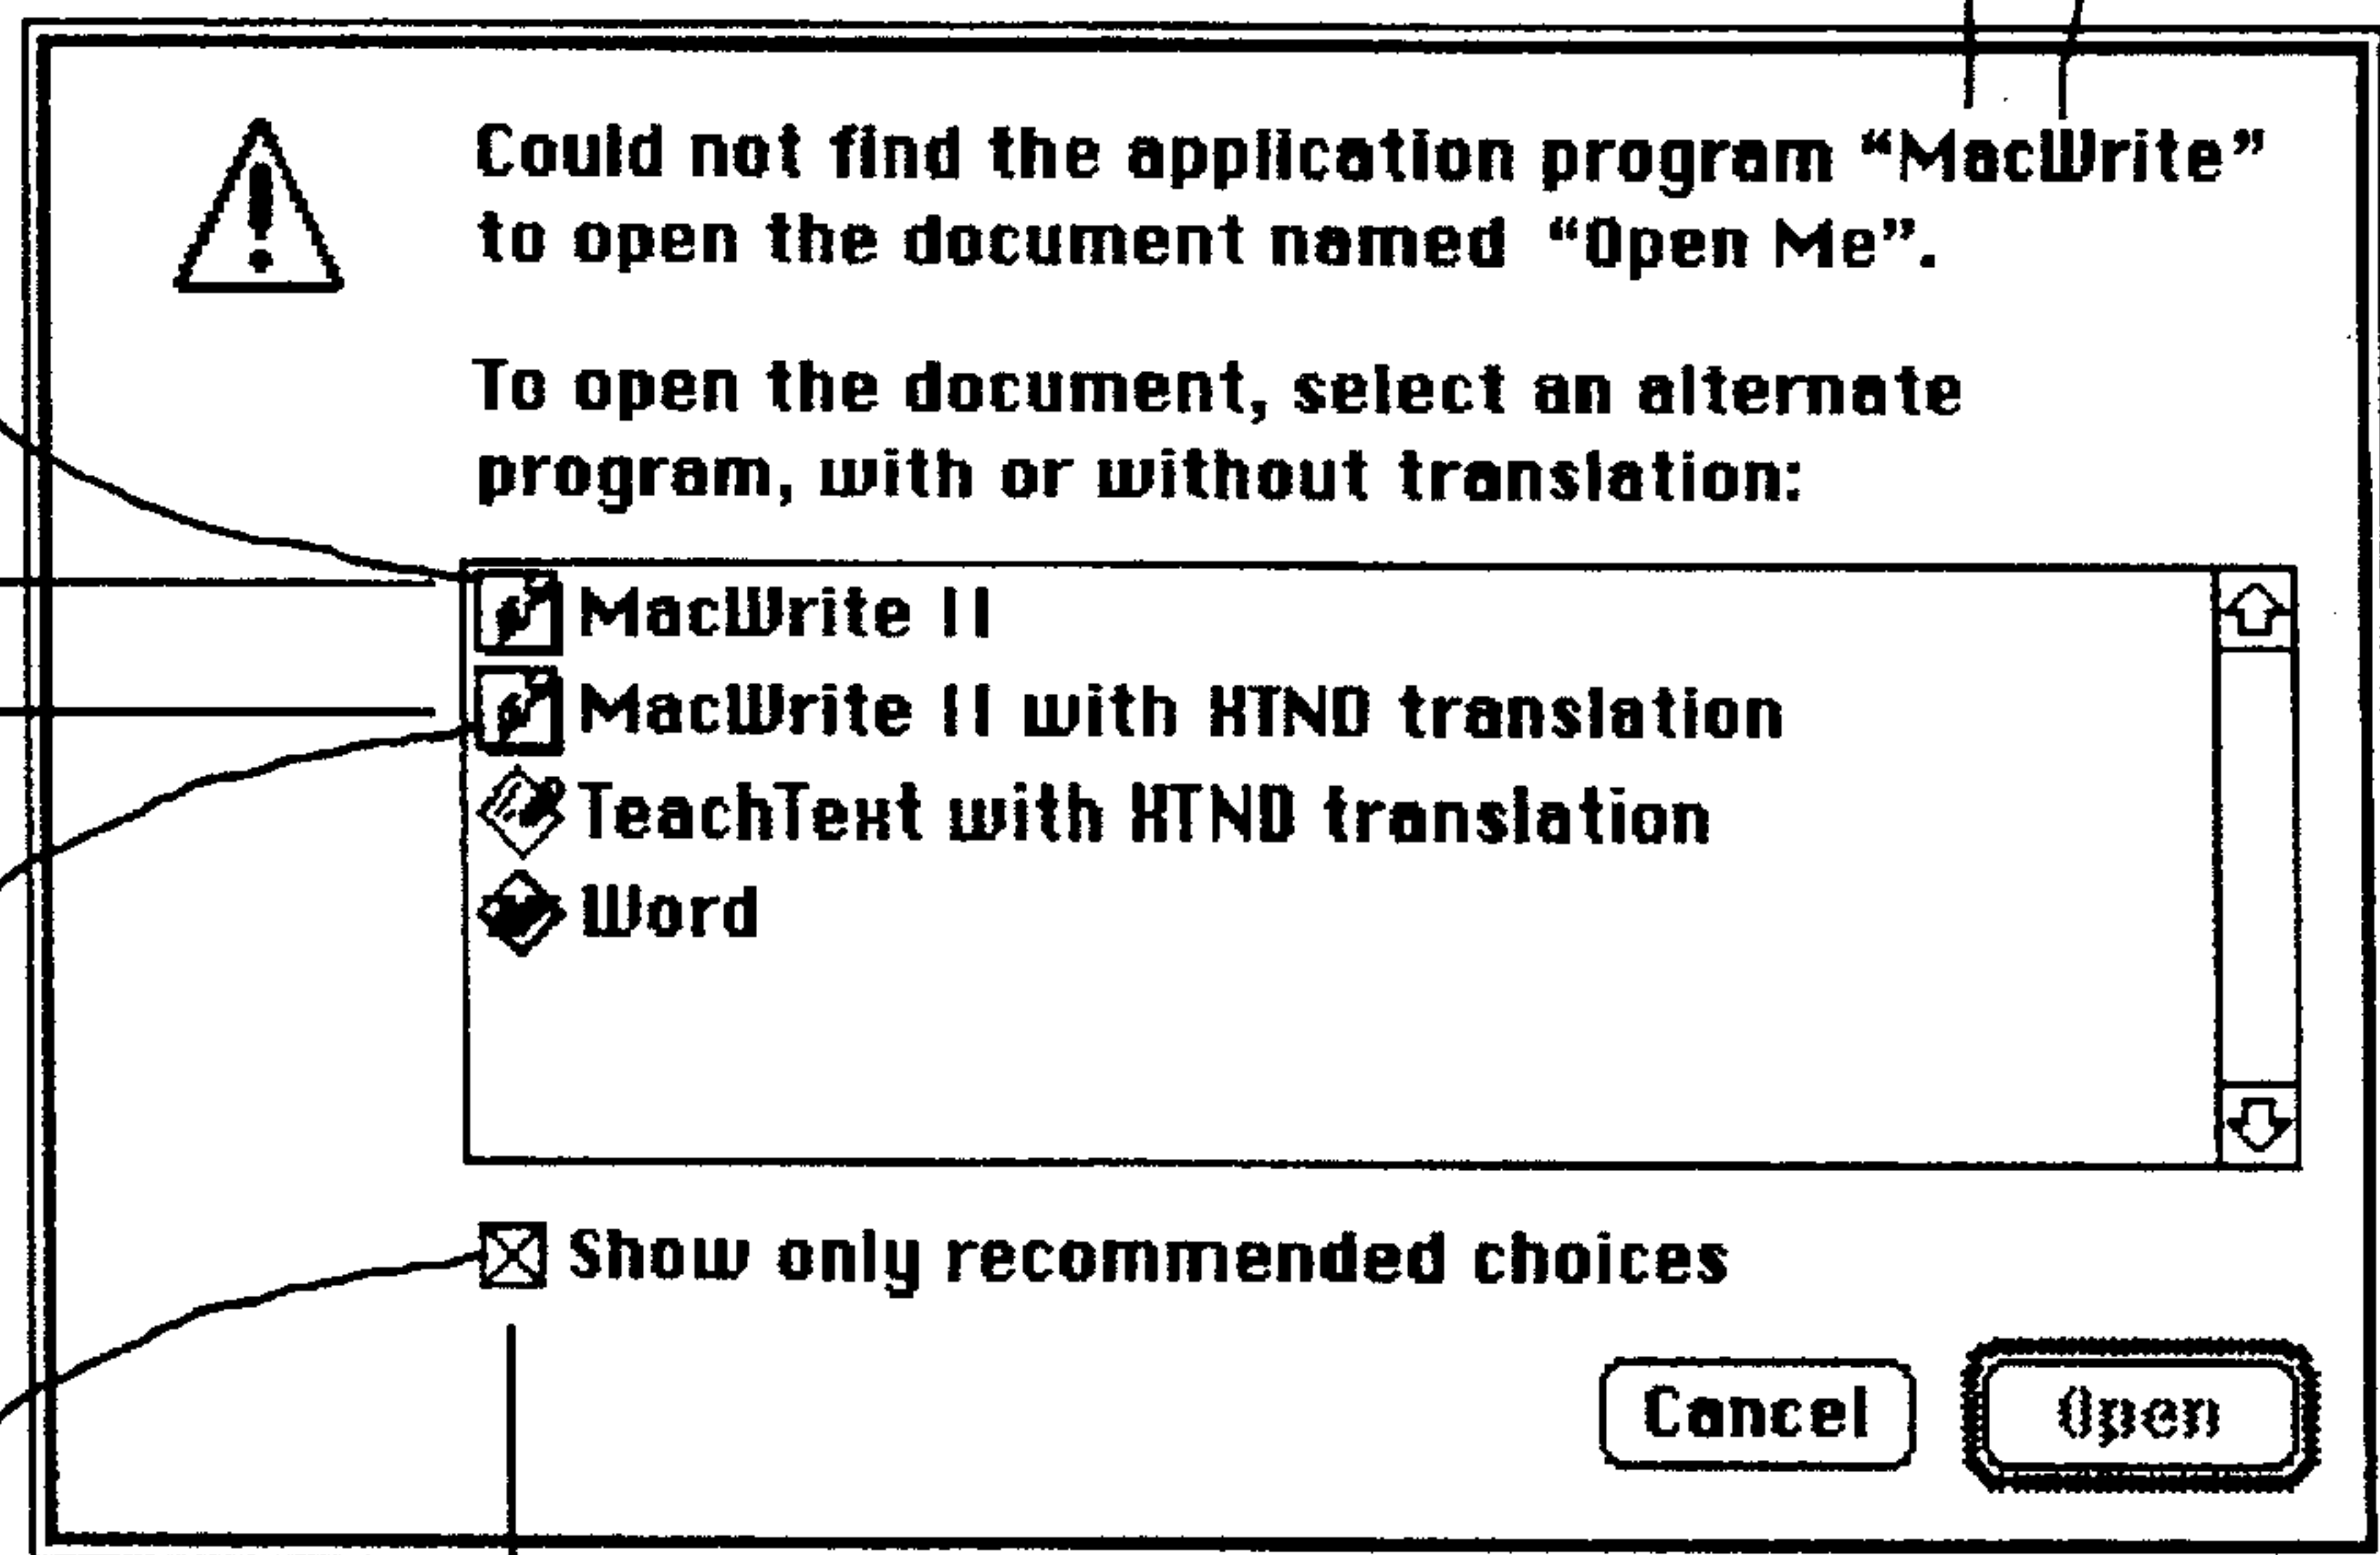 Could not find the application program “MacWrite”
to open the document named “Open Me”.
To open the document, select an alternate
program, with or without translation:
MacWrite II
MacWrite II with XTND translation
TeachText with XTND translation
Word
Show only recommended choices
Cancel
Open